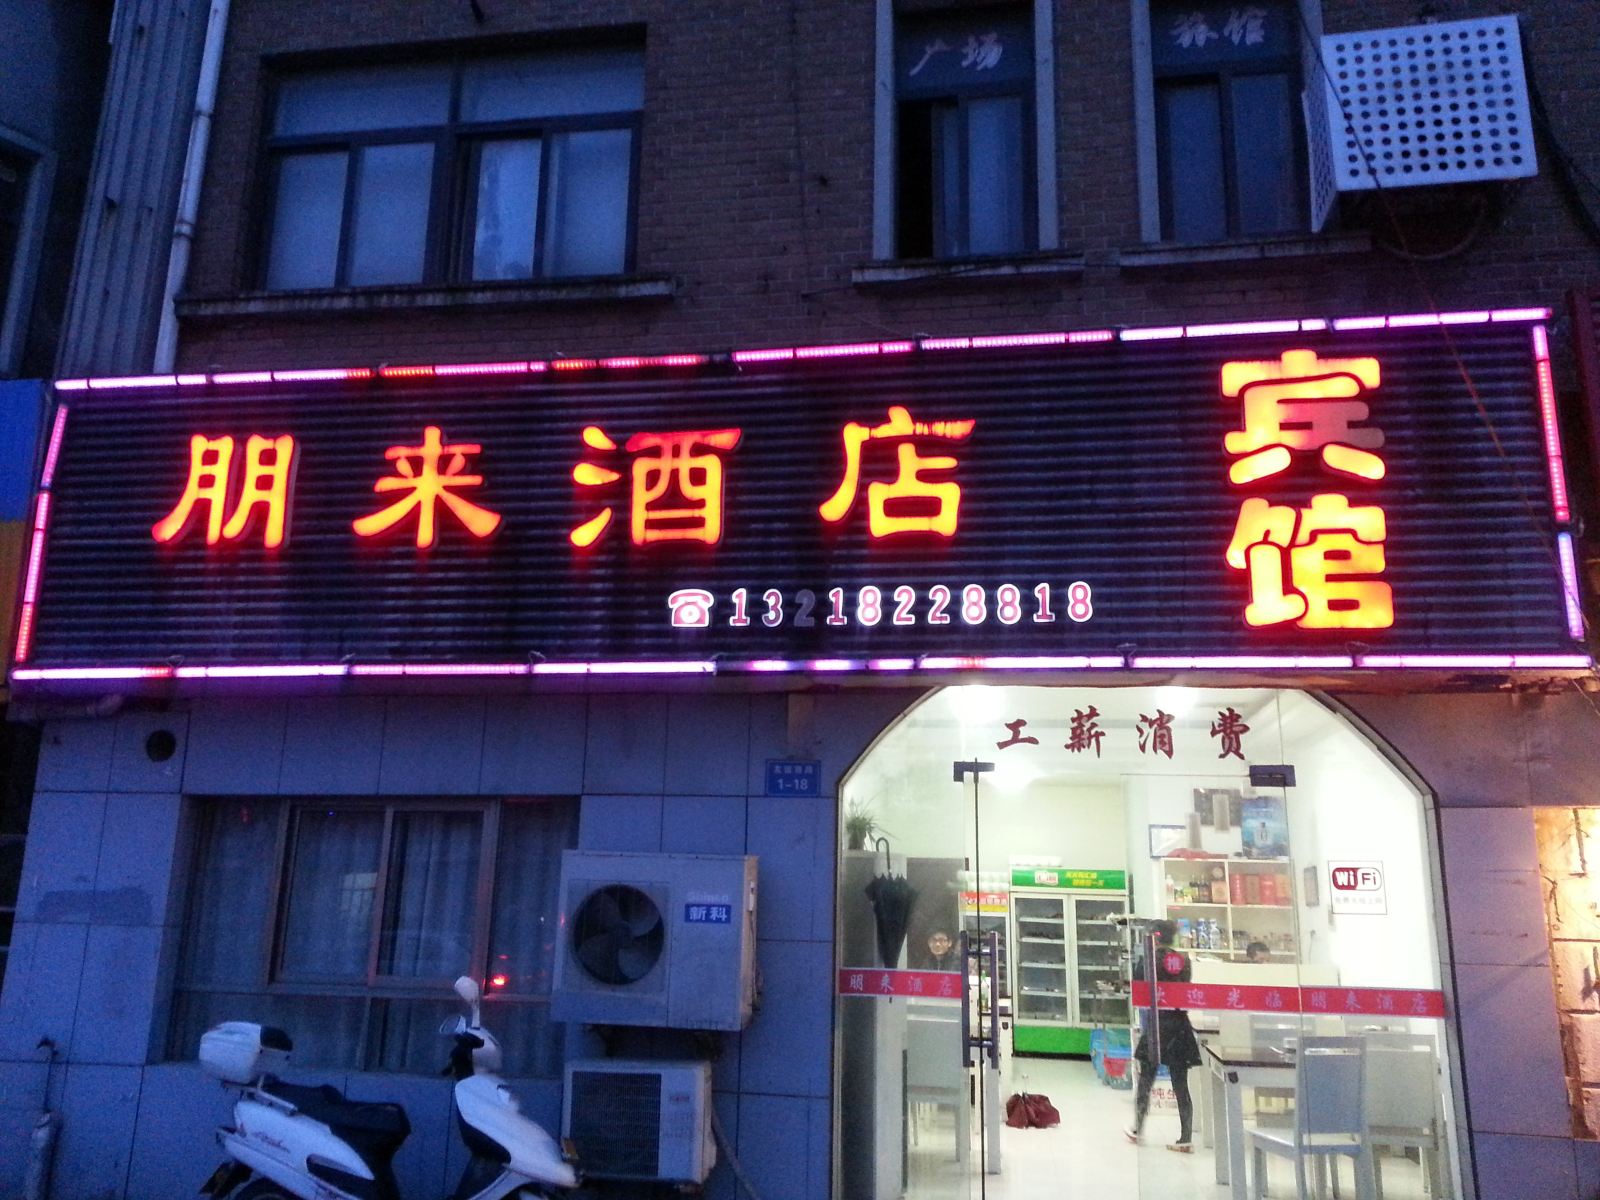 广场
旅馆
朋来酒店
宾馆
13218228818
工薪消费
1-18
新科
WiFi
推
朋来酒店
欢迎光临 朋来酒店